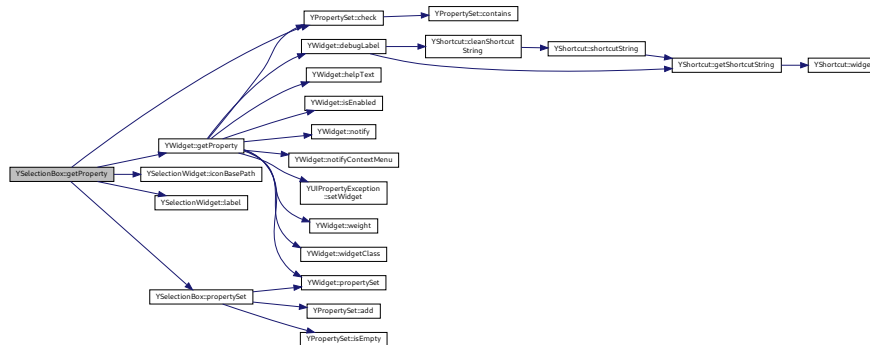 YPropertySet::check
YPropertySet::contains
YWidget::debugLabel
YShortcut::cleanShortcut
String
YShortcut::shortcutString
YShortcut::getShortcutString
YShortcut::widge
YWidget::helpText
YWidget::isEnabled
YWidget::notify
YWidget::getProperty
YWidget::notifyContextMenu
YSelectionBox::getProperty
YSelectionWidget::iconBasePath
YUIPropertyException
::setWidget
YSelectionWidget::label
YWidget::weight
YWidget::widgetClass
YWidget::propertySet
YSelectionBox::propertySet
YPropertySet::add
YPropertySet::isEmpty